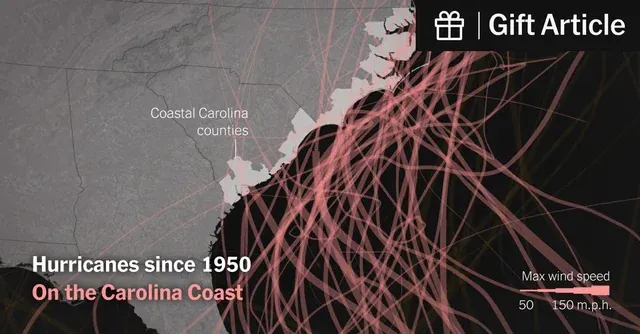 Gift Article
Coastal Carolina
counties
Hurricanes since 1950
On the Carolina Coast
Max wind speed
50 150 m.p.h.